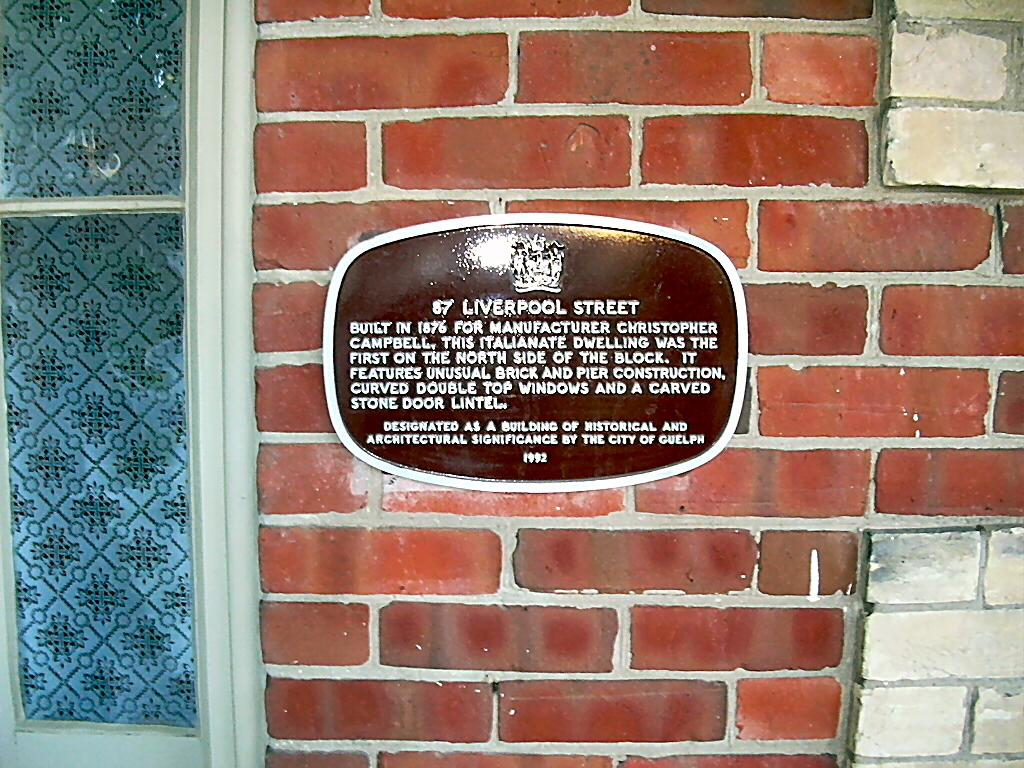 67 LIVERPOOL STREET
BUILT IN 1876 FOR MANUFACTURER CHRISTOPHER
CAMPBELL, THIS ITALIANATE DWELLING WAS THE
FIRST ON THE NORTH SIDE OF THE BLOCK. IT
FEATURES UNUSUAL BRICK AND PIER CONSTRUCTION,
CURVED DOUBLE TOP WINDOWS AND A CARVED
STONE DOOR LINTEL.
DESIGNATED AS A BUILDING OF HISTORICAL AND
ARCHITECTURAL SIGNIFICANCE BY THE CITY OF GUELPH
1992